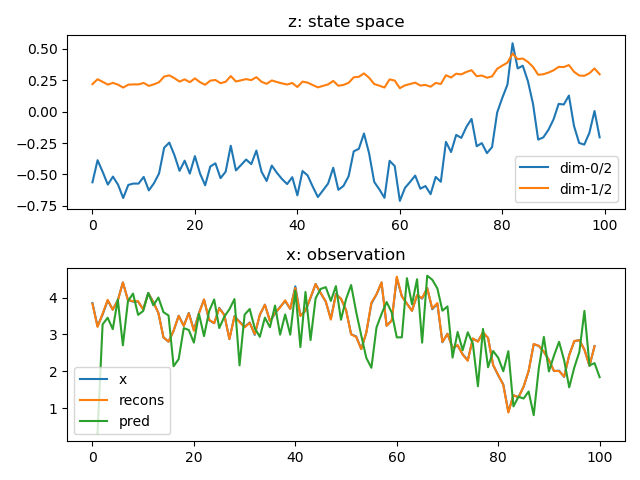 z: state space
0.50
0.25
0.00
−0.25
−0.50
−0.75
dim-0/2
dim-1/2
0 20 40 60 80 100
x: observation
4
3
2
1
x
recons
pred
0 20 40 60 80 100